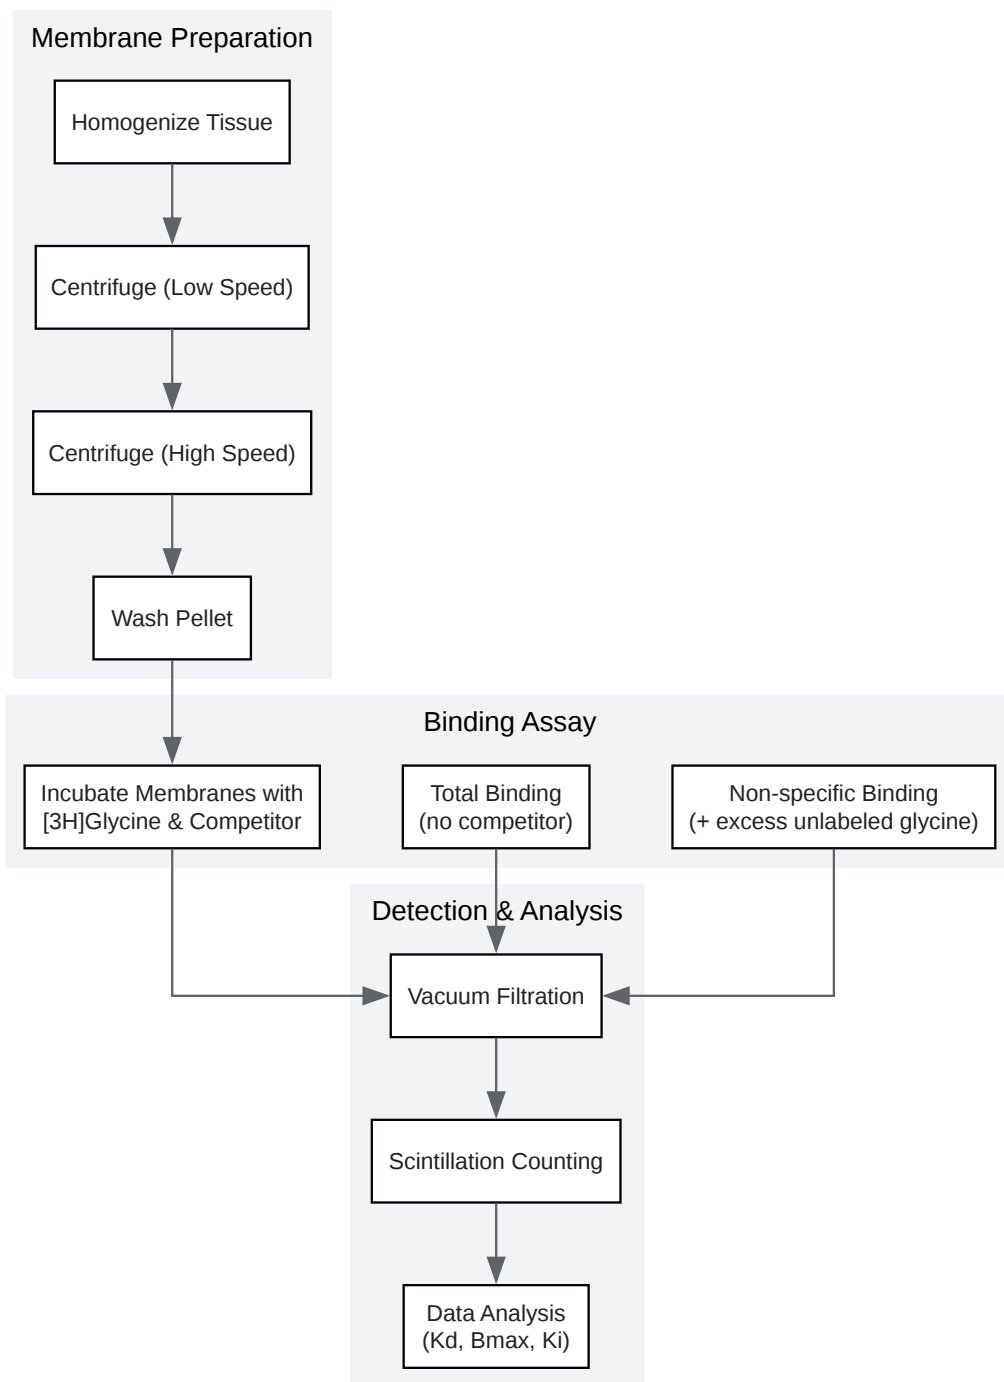 Membrane Preparation
Homogenize Tissue
Centrifuge (Low Speed)
Centrifuge (High Speed)
Wash Pellet
Binding Assay
Incubate Membranes with
[3H]Glycine & Competitor
Total Binding
(no competitor)
Non-specific Binding
(+ excess unlabeled glycine)
Detection & Analysis
Vacuum Filtration
Scintillation Counting
Data Analysis
(Kd, Bmax, Ki)